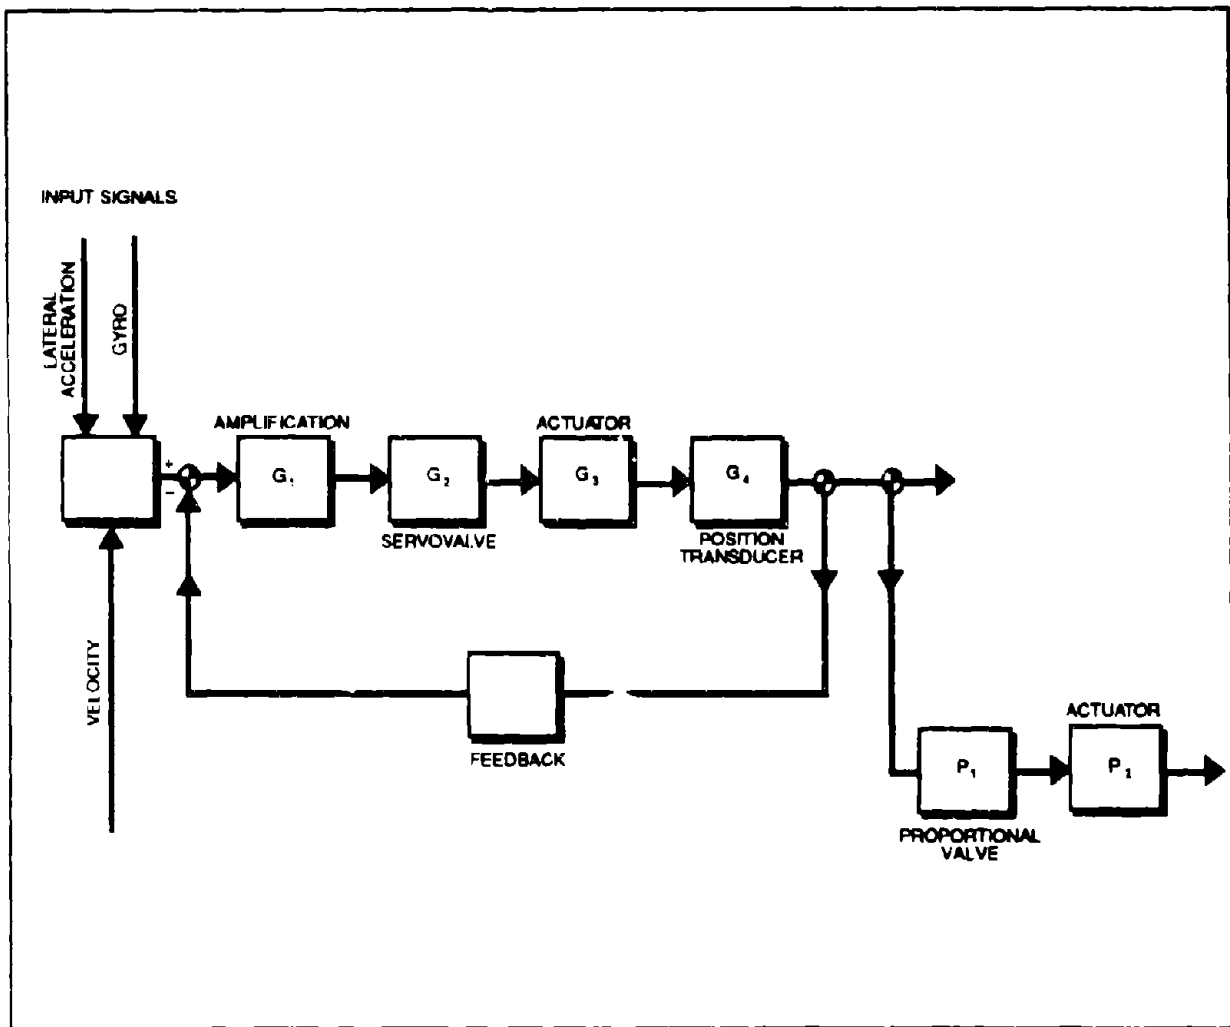 INPUT SIGNALS
LATERAL
ACCELERATION
GYRO
AMPLIFICATION
ACTUATOR
+
−
G₁
G₂
G₃
G₄
SERVOVALVE
POSITION
TRANSDUCER
VELOCITY
FEEDBACK
ACTUATOR
P₁
P₂
PROPORTIONAL
VALVE